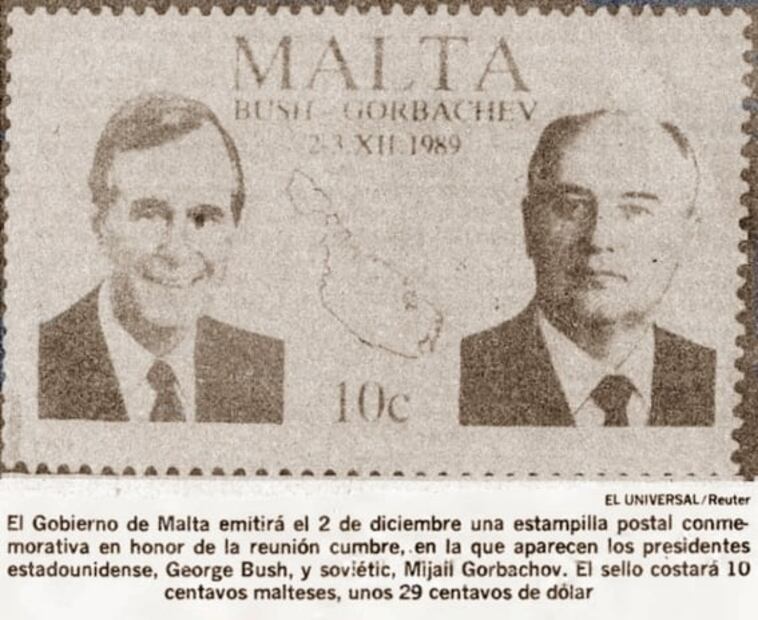 MALTA
BUSH - GORBACHEV
2-3 XII 1989
10c
EL UNIVERSAL/Reuter
El Gobierno de Malta emitirá el 2 de diciembre una estampilla postal conme-
morativa en honor de la reunión cumbre, en la que aparecen los presidentes
estadounidense, George Bush, y soviétic, Mijail Gorbachov. El sello costará 10
centavos malteses, unos 29 centavos de dólar